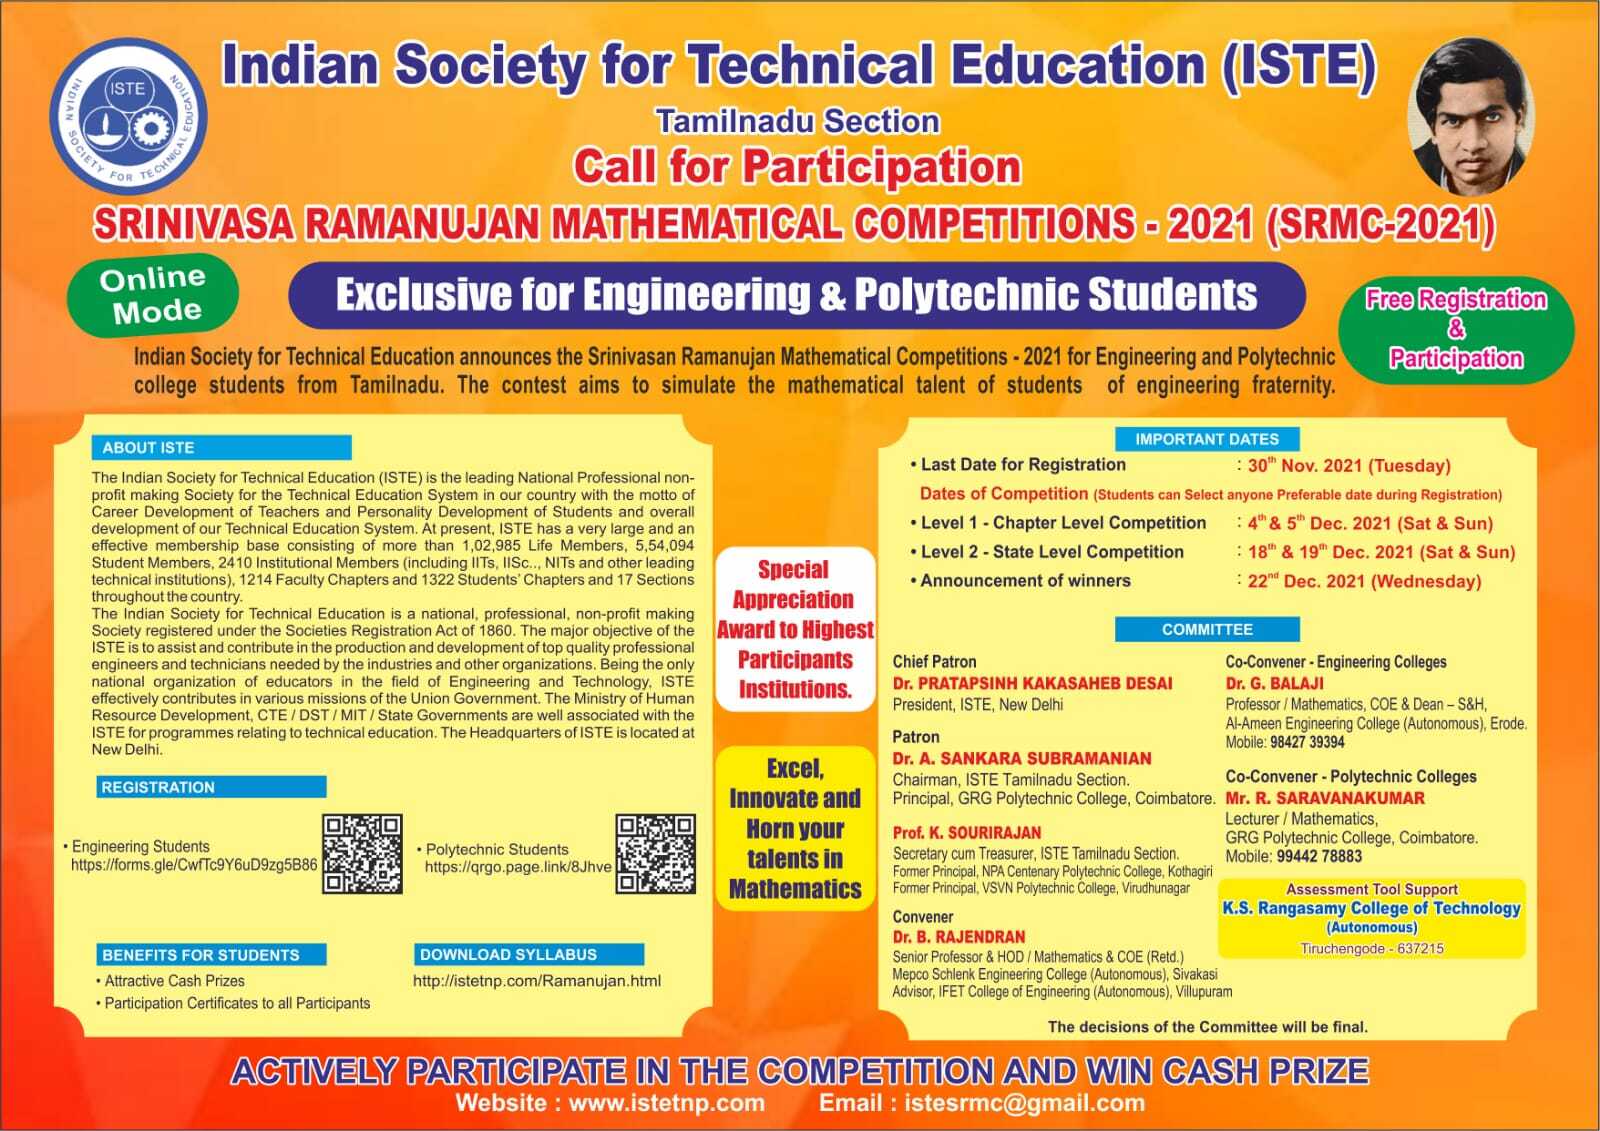 ISTE
INDIAN SOCIETY FOR TECHNICAL EDUCATION
Indian Society for Technical Education (ISTE)
Tamilnadu Section
Call for Participation
SRINIVASA RAMANUJAN MATHEMATICAL COMPETITIONS - 2021 (SRMC-2021)
Online
Mode
Exclusive for Engineering & Polytechnic Students
Free Registration
&
Participation
Indian Society for Technical Education announces the Srinivasan Ramanujan Mathematical Competitions - 2021 for Engineering and Polytechnic
college students from Tamilnadu. The contest aims to simulate the mathematical talent of students of engineering fraternity.
ABOUT ISTE
The Indian Society for Technical Education (ISTE) is the leading National Professional non-
profit making Society for the Technical Education System in our country with the motto of
Career Development of Teachers and Personality Development of Students and overall
development of our Technical Education System. At present, ISTE has a very large and an
effective membership base consisting of more than 1,02,985 Life Members, 5,54,094
Student Members, 2410 Institutional Members (including IITs, IISc.., NITs and other leading
technical institutions), 1214 Faculty Chapters and 1322 Students' Chapters and 17 Sections
throughout the country.
The Indian Society for Technical Education is a national, professional, non-profit making
Society registered under the Societies Registration Act of 1860. The major objective of the
ISTE is to assist and contribute in the production and development of top quality professional
engineers and technicians needed by the industries and other organizations. Being the only
national organization of educators in the field of Engineering and Technology, ISTE
effectively contributes in various missions of the Union Government. The Ministry of Human
Resource Development, CTE / DST / MIT / State Governments are well associated with the
ISTE for programmes relating to technical education. The Headquarters of ISTE is located at
New Delhi.
REGISTRATION
• Engineering Students
https://forms.gle/CwfTc9Y6uD9zg5B86
• Polytechnic Students
https://qrgo.page.link/8Jhve
BENEFITS FOR STUDENTS
• Attractive Cash Prizes
• Participation Certificates to all Participants
DOWNLOAD SYLLABUS
http://istetnp.com/Ramanujan.html
Special
Appreciation
Award to Highest
Participants
Institutions.
Excel,
Innovate and
Horn your
talents in
Mathematics
IMPORTANT DATES
• Last Date for Registration : 30th Nov. 2021 (Tuesday)
Dates of Competition (Students can Select anyone Preferable date during Registration)
• Level 1 - Chapter Level Competition : 4th & 5th Dec. 2021 (Sat & Sun)
• Level 2 - State Level Competition : 18th & 19th Dec. 2021 (Sat & Sun)
• Announcement of winners : 22nd Dec. 2021 (Wednesday)
COMMITTEE
Chief Patron
Dr. PRATAPSINH KAKASAHEB DESAI
President, ISTE, New Delhi
Patron
Dr. A. SANKARA SUBRAMANIAN
Chairman, ISTE Tamilnadu Section.
Principal, GRG Polytechnic College, Coimbatore.
Prof. K. SOURIRAJAN
Secretary cum Treasurer, ISTE Tamilnadu Section.
Former Principal, NPA Centenary Polytechnic College, Kothagiri
Former Principal, VSVN Polytechnic College, Virudhunagar
Convener
Dr. B. RAJENDRAN
Senior Professor & HOD / Mathematics & COE (Retd.)
Mepco Schlenk Engineering College (Autonomous), Sivakasi
Advisor, IFET College of Engineering (Autonomous), Villupuram
Co-Convener - Engineering Colleges
Dr. G. BALAJI
Professor / Mathematics, COE & Dean – S&H,
Al-Ameen Engineering College (Autonomous), Erode.
Mobile: 98427 39394
Co-Convener - Polytechnic Colleges
Mr. R. SARAVANAKUMAR
Lecturer / Mathematics,
GRG Polytechnic College, Coimbatore.
Mobile: 99442 78883
Assessment Tool Support
K.S. Rangasamy College of Technology
(Autonomous)
Tiruchengode - 637215
The decisions of the Committee will be final.
ACTIVELY PARTICIPATE IN THE COMPETITION AND WIN CASH PRIZE
Website : www.istetnp.com Email : istesrmc@gmail.com